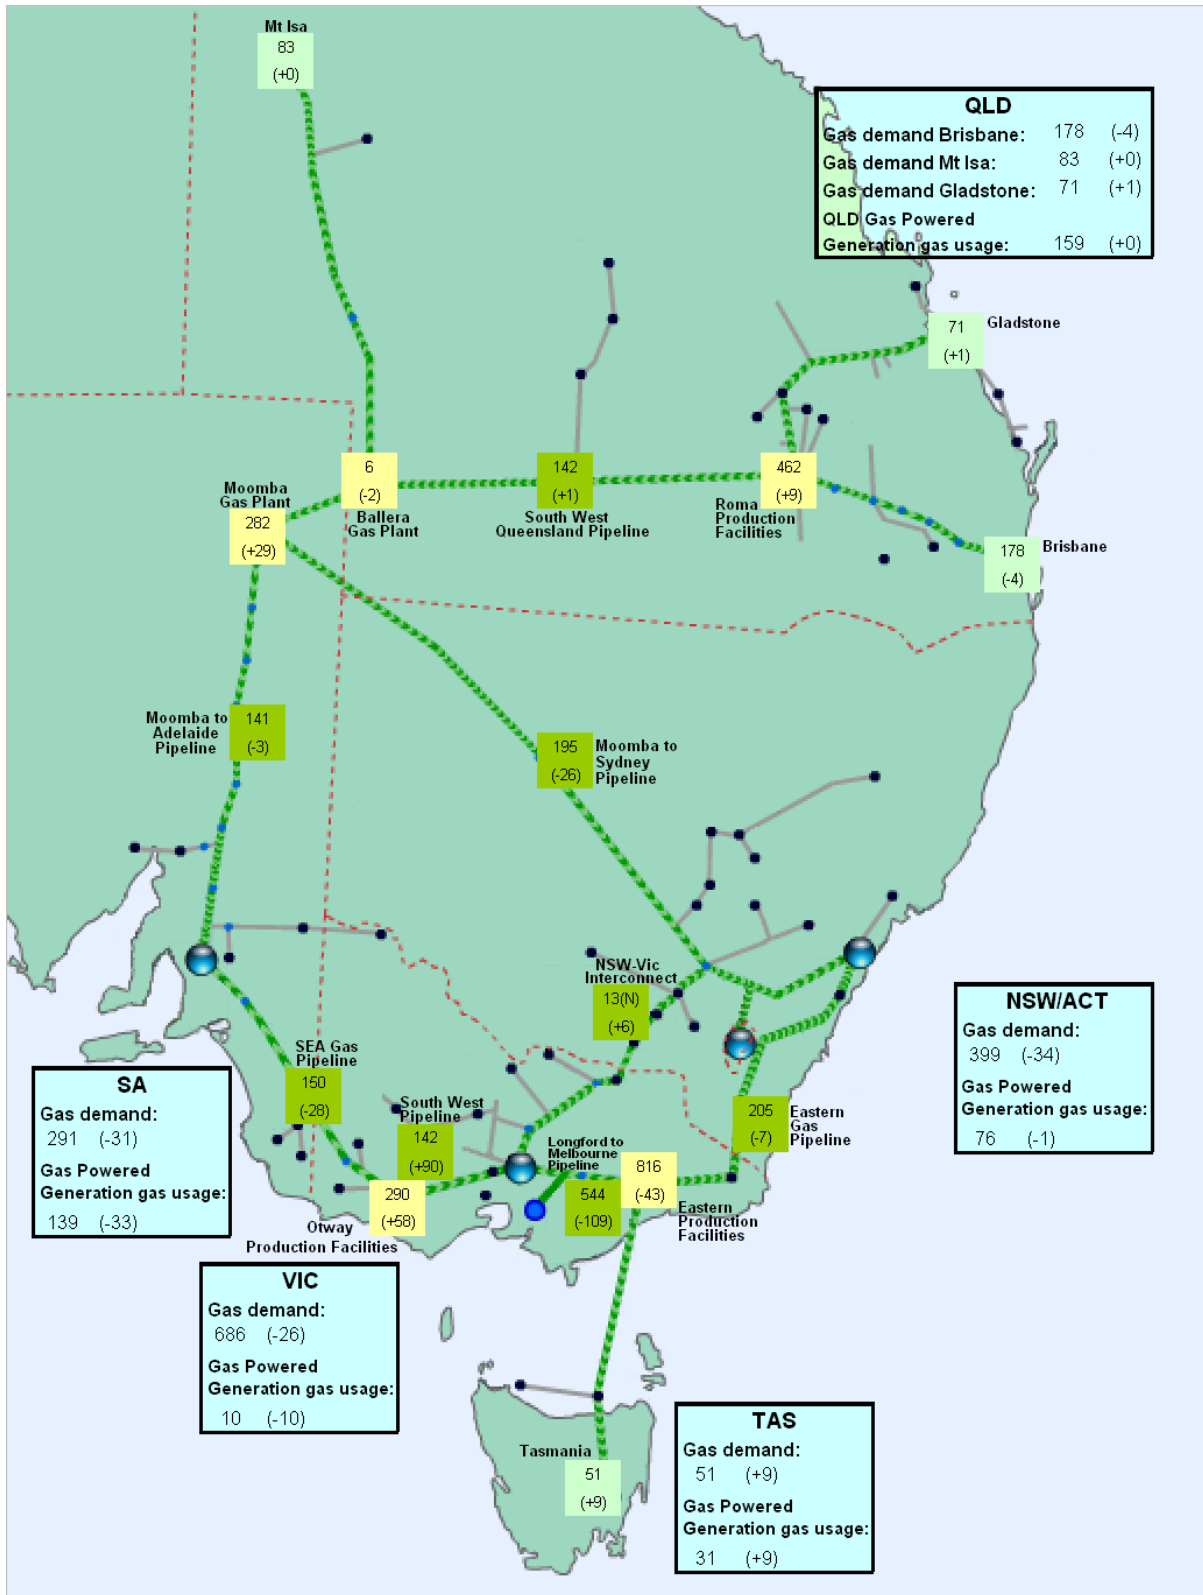 Mt Isa
83
(+0)
QLD
Gas demand Brisbane: 178 (-4)
Gas demand Mt Isa: 83 (+0)
Gas demand Gladstone: 71 (+1)
QLD Gas Powered
Generation gas usage: 159 (+0)
71
(+1)
Gladstone
6
(-2)
Ballera
Gas Plant
142
(+1)
South West
Queensland Pipeline
462
(+9)
Roma
Production
Facilities
Moomba
Gas Plant
282
(+29)
178
(-4)
Brisbane
Moomba to
Adelaide
Pipeline
141
(-3)
195
(-26)
Moomba to
Sydney
Pipeline
NSW-Vic
Interconnect
13(N)
(+6)
NSW/ACT
Gas demand:
399 (-34)
Gas Powered
Generation gas usage:
76 (-1)
SEA Gas
Pipeline
150
(-28)
SA
Gas demand:
291 (-31)
Gas Powered
Generation gas usage:
139 (-33)
South West
Pipeline
142
(+90)
205
(-7)
Eastern
Gas
Pipeline
Longford to
Melbourne
Pipeline
544
(-109)
816
(-43)
Eastern
Production
Facilities
290
(+58)
Otway
Production Facilities
VIC
Gas demand:
686 (-26)
Gas Powered
Generation gas usage:
10 (-10)
Tasmania
51
(+9)
TAS
Gas demand:
51 (+9)
Gas Powered
Generation gas usage:
31 (+9)